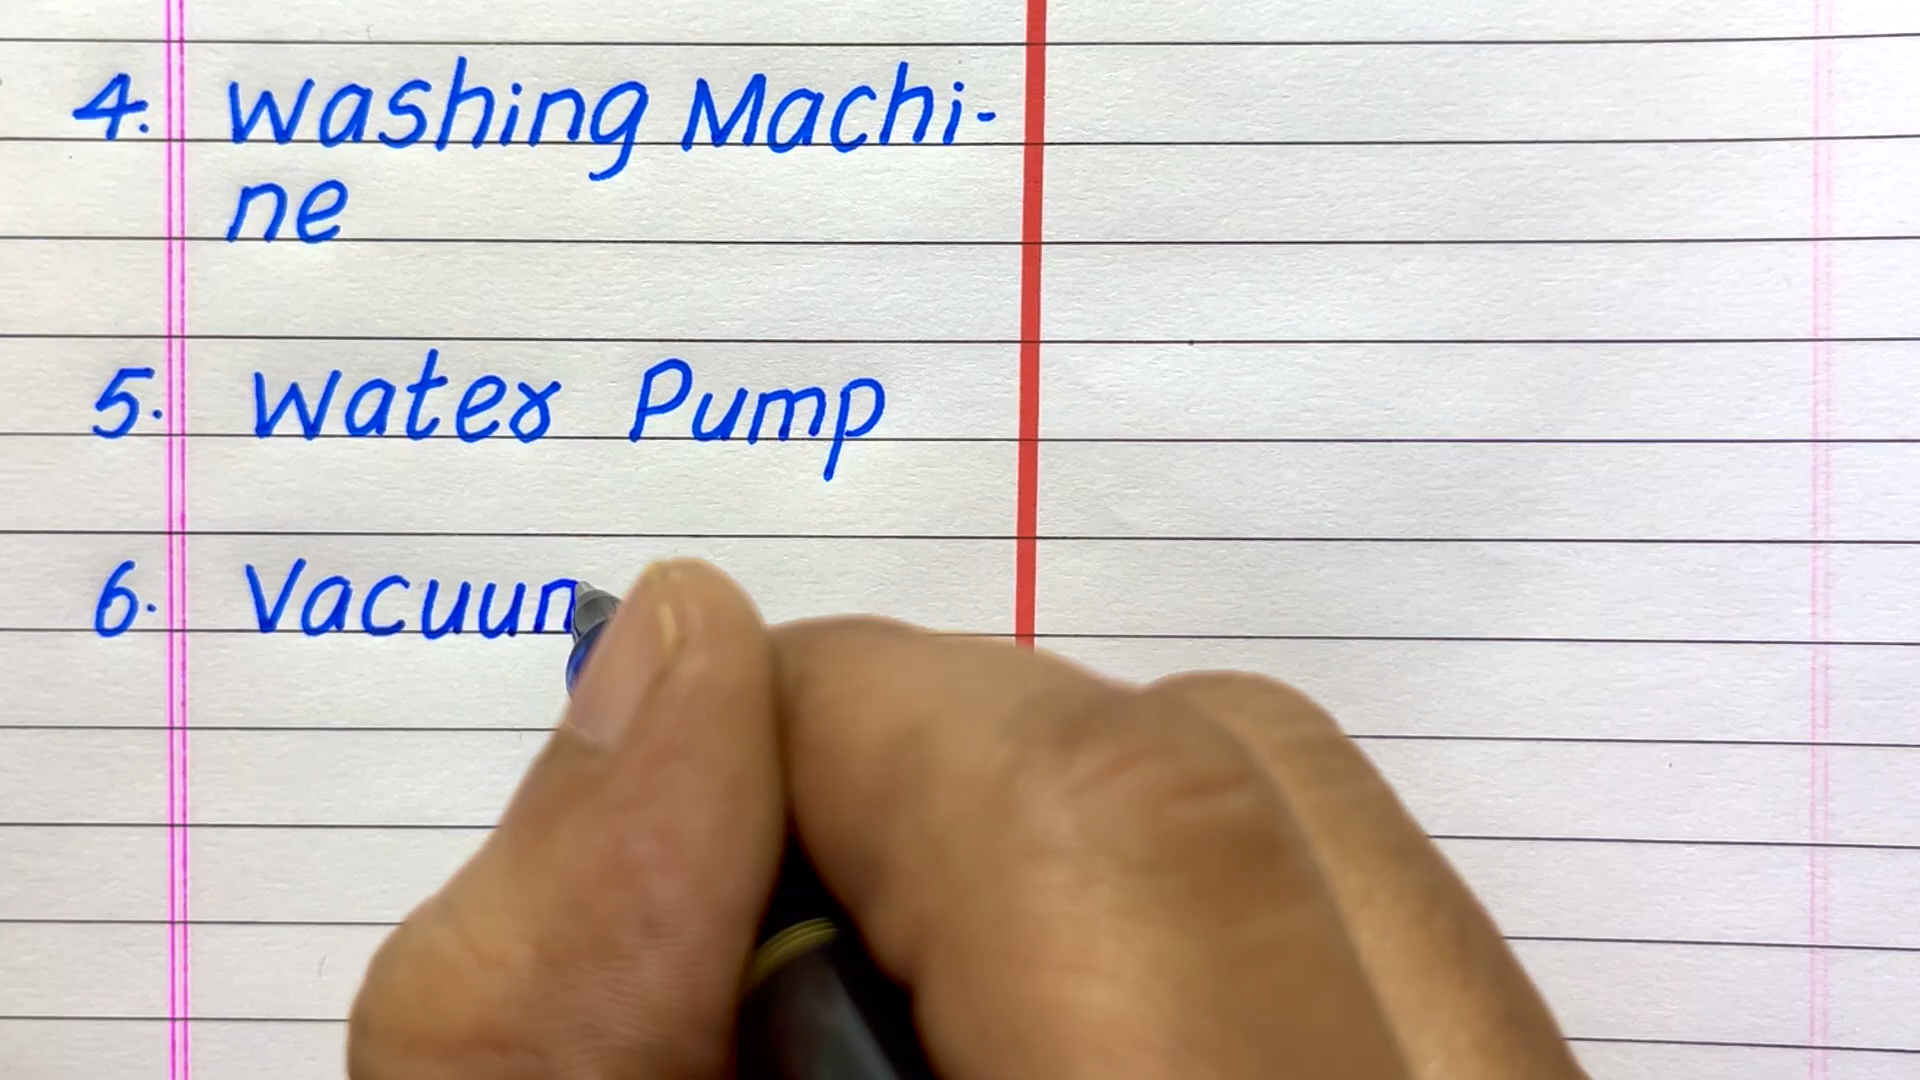 4. Washing Machi-
ne
5. Water Pump
6. Vacuum